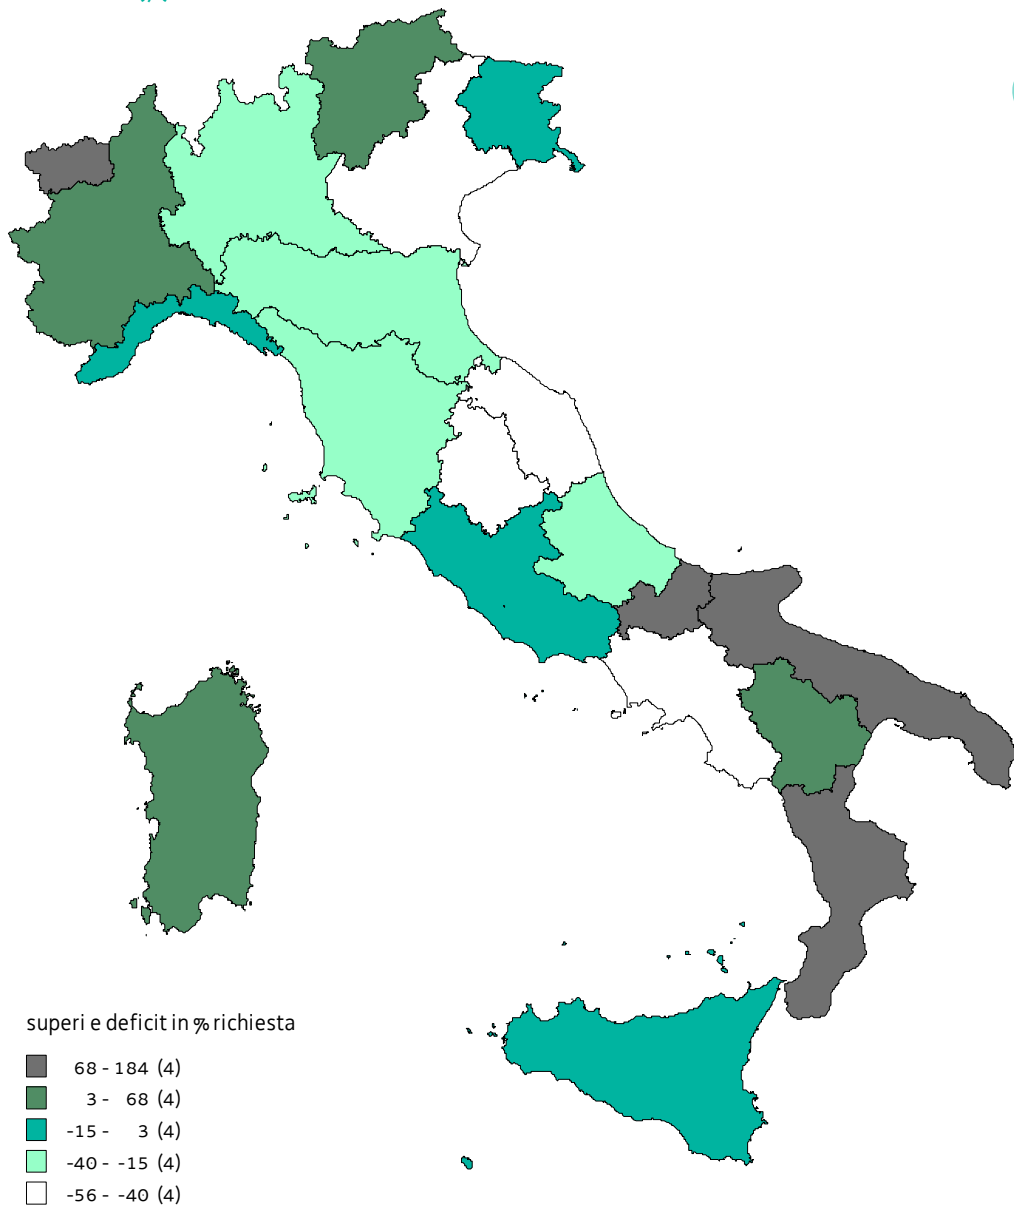 superi e deficit in % richiesta
68 - 184 (4)
3 - 68 (4)
-15 - 3 (4)
-40 - -15 (4)
-56 - -40 (4)